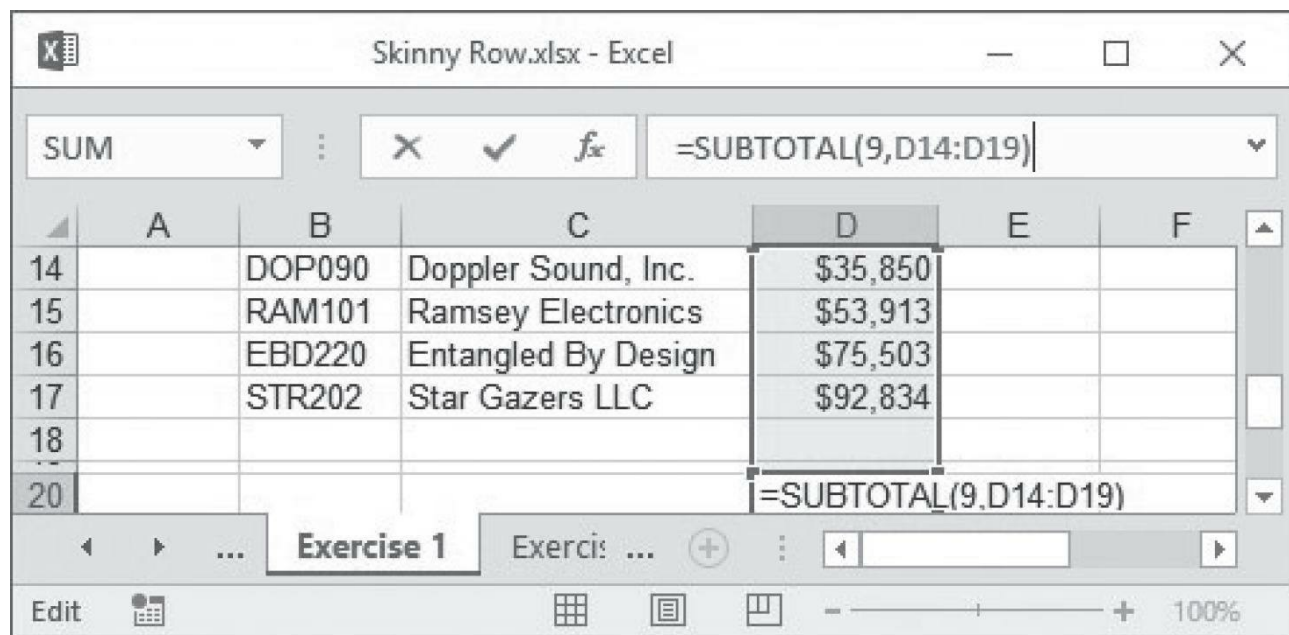 Skinny Row.xlsx - Excel
SUM fx =SUBTOTAL(9,D14:D19)
A B C D E F
14 DOP090 Doppler Sound, Inc. $35,850
15 RAM101 Ramsey Electronics $53,913
16 EBD220 Entangled By Design $75,503
17 STR202 Star Gazers LLC $92,834
18
20 =SUBTOTAL(9,D14:D19)
... Exercise 1 Exercis ...
Edit 100%